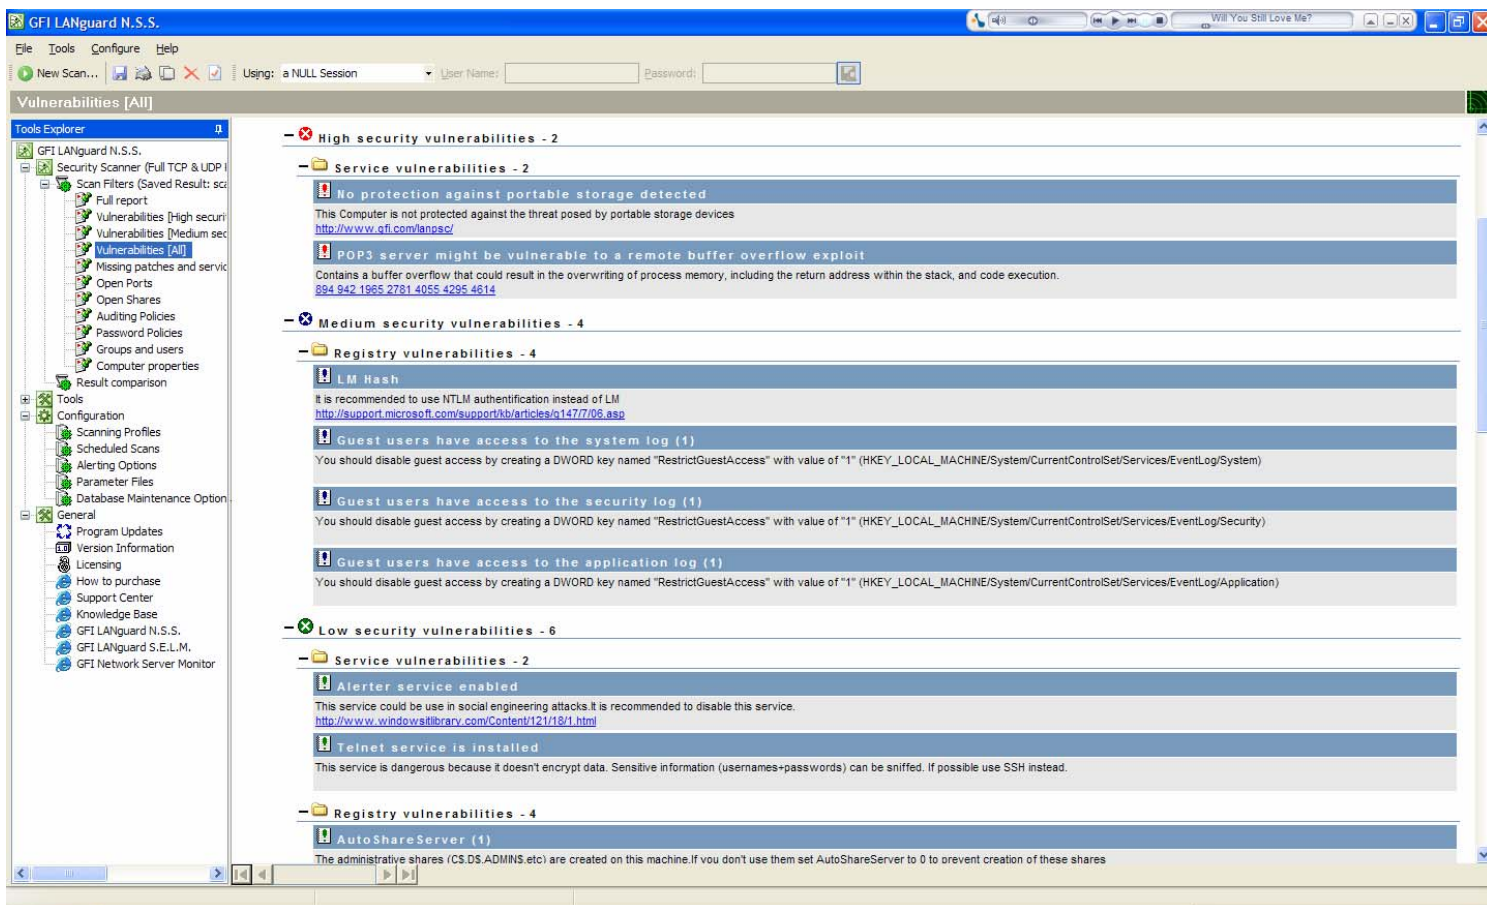 GFI LANguard N.S.S.
Will You Still Love Me?
File Tools Configure Help
New Scan... Using: a NULL Session User Name: Password:
Vulnerabilities [All]
Tools Explorer
GFI LANguard N.S.S.
Security Scanner (Full TCP & UDP
Scan Filters (Saved Result: sca
Full report
Vulnerabilities [High securi
Vulnerabilities [Medium sec
Vulnerabilities [All]
Missing patches and servic
Open Ports
Open Shares
Auditing Policies
Password Policies
Groups and users
Computer properties
Result comparison
Tools
Configuration
Scanning Profiles
Scheduled Scans
Alerting Options
Parameter Files
Database Maintenance Option
General
Program Updates
Version Information
Licensing
How to purchase
Support Center
Knowledge Base
GFI LANguard N.S.S.
GFI LANguard S.E.L.M.
GFI Network Server Monitor
High security vulnerabilities - 2
Service vulnerabilities - 2
No protection against portable storage detected
This Computer is not protected against the threat posed by portable storage devices
http://www.gfi.com/lanpsc/
POP3 server might be vulnerable to a remote buffer overflow exploit
Contains a buffer overflow that could result in the overwriting of process memory, including the return address within the stack, and code execution.
894 942 1965 2781 4055 4295 4614
Medium security vulnerabilities - 4
Registry vulnerabilities - 4
LM Hash
It is recommended to use NTLM authentification instead of LM
http://support.microsoft.com/support/kb/articles/q147/7/06.asp
Guest users have access to the system log (1)
You should disable guest access by creating a DWORD key named "RestrictGuestAccess" with value of "1" (HKEY_LOCAL_MACHINE/System/CurrentControlSet/Services/EventLog/System)
Guest users have access to the security log (1)
You should disable guest access by creating a DWORD key named "RestrictGuestAccess" with value of "1" (HKEY_LOCAL_MACHINE/System/CurrentControlSet/Services/EventLog/Security)
Guest users have access to the application log (1)
You should disable guest access by creating a DWORD key named "RestrictGuestAccess" with value of "1" (HKEY_LOCAL_MACHINE/System/CurrentControlSet/Services/EventLog/Application)
Low security vulnerabilities - 6
Service vulnerabilities - 2
Alerter service enabled
This service could be use in social engineering attacks.It is recommended to disable this service.
http://www.windowsitlibrary.com/Content/121/18/1.html
Telnet service is installed
This service is dangerous because it doesn't encrypt data. Sensitive information (usernames+passwords) can be sniffed. If possible use SSH instead.
Registry vulnerabilities - 4
AutoShareServer (1)
The administrative shares (C$,D$,ADMIN$,etc) are created on this machine.If you don't use them set AutoShareServer to 0 to prevent creation of these shares